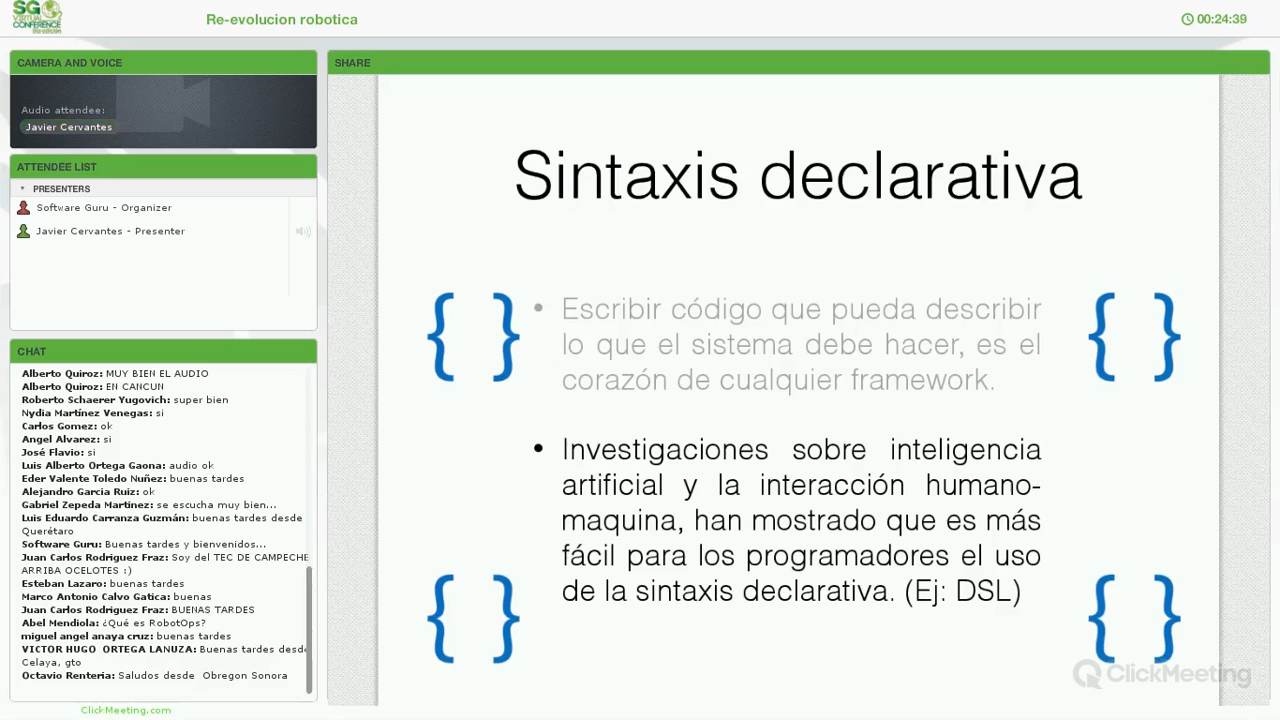 SG
VIRTUAL
CONFERENCE
Re-evolucion robotica
00:24:39
CAMERA AND VOICE
Audio attendee:
Javier Cervantes
ATTENDEE LIST
PRESENTERS
Software Guru - Organizer
Javier Cervantes - Presenter
CHAT
Alberto Quiroz: MUY BIEN EL AUDIO
Alberto Quiroz: EN CANCUN
Roberto Schaerer Yugovich: super bien
Nydia Martínez Venegas: si
Carlos Gomez: ok
Angel Alvarez: si
José Flavio: si
Luis Alberto Ortega Gaona: audio ok
Eder Valente Toledo Nuñez: buenas tardes
Alejandro Garcia Ruiz: ok
Gabriel Zepeda Martinez: se escucha muy bien...
Luis Eduardo Carranza Guzmán: buenas tardes desde
Querétaro
Software Guru: Buenas tardes y bienvenidos...
Juan Carlos Rodriguez Fraz: Soy del TEC DE CAMPECHE
ARRIBA OCELOTES :)
Esteban Lazaro: buenas tardes
Marco Antonio Calvo Gatica: buenas
Juan Carlos Rodriguez Fraz: BUENAS TARDES
Abel Mendiola: ¿Qué es RobotOps?
miguel angel anaya cruz: buenas tardes
VICTOR HUGO ORTEGA LANUZA: Buenas tardes desde
Celaya, gto
Octavio Renteria: Saludos desde Obregon Sonora
ClickMeeting.com
SHARE
Sintaxis declarativa
{ } { }
• Escribir código que pueda describir
lo que el sistema debe hacer, es el
corazón de cualquier framework.
• Investigaciones sobre inteligencia
artificial y la interacción humano-
maquina, han mostrado que es más
fácil para los programadores el uso
de la sintaxis declarativa. (Ej: DSL)
{ } { }
ClickMeeting